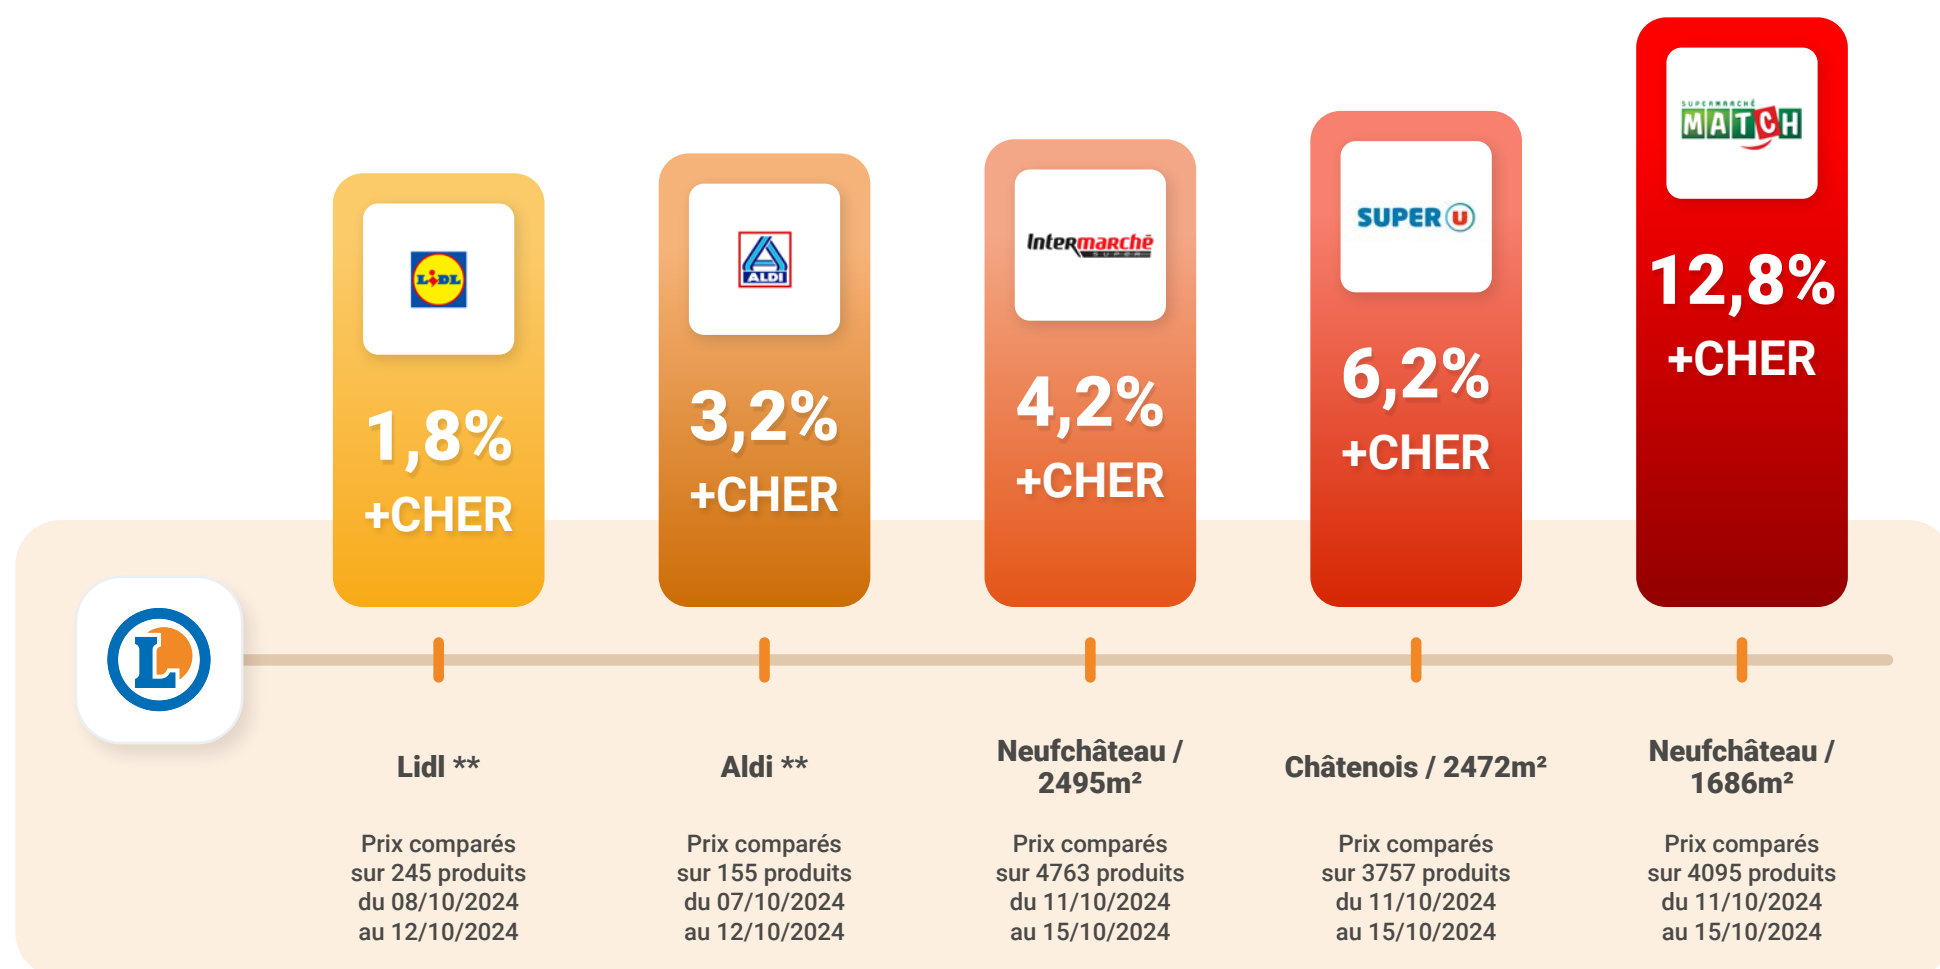 LiDL
1,8%
+CHER
ALDI
3,2%
+CHER
Intermarchē
SUPER
4,2%
+CHER
SUPER U
6,2%
+CHER
SUPERMARCHÉ
MATCH
12,8%
+CHER
L
Lidl **
Prix comparés
sur 245 produits
du 08/10/2024
au 12/10/2024
Aldi **
Prix comparés
sur 155 produits
du 07/10/2024
au 12/10/2024
Neufchâteau /
2495m²
Prix comparés
sur 4763 produits
du 11/10/2024
au 15/10/2024
Châtenois / 2472m²
Prix comparés
sur 3757 produits
du 11/10/2024
au 15/10/2024
Neufchâteau /
1686m²
Prix comparés
sur 4095 produits
du 11/10/2024
au 15/10/2024